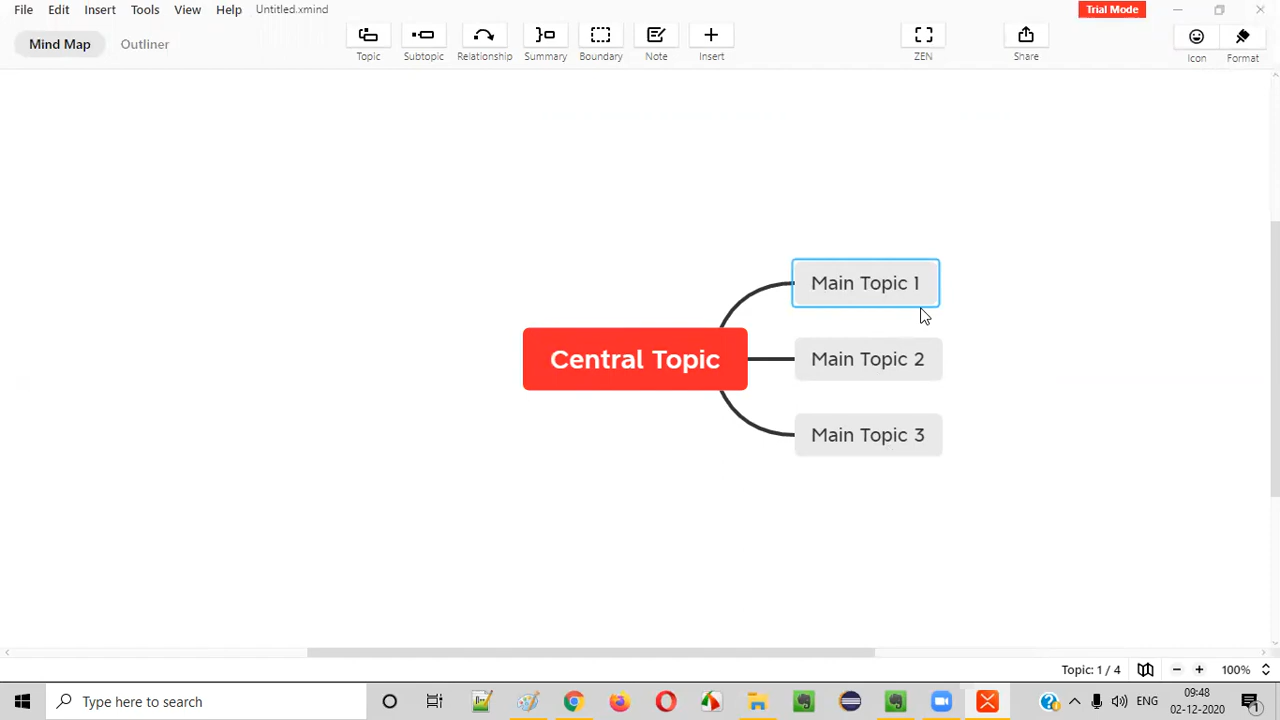 File Edit Insert Tools View Help Untitled.xmind Trial Mode
Mind Map Outliner
Topic Subtopic Relationship Summary Boundary Note Insert ZEN Share Icon Format
Main Topic 1
Central Topic
Main Topic 2
Main Topic 3
Topic: 1 / 4 100%
Type here to search
ENG
09:48
02-12-2020
1